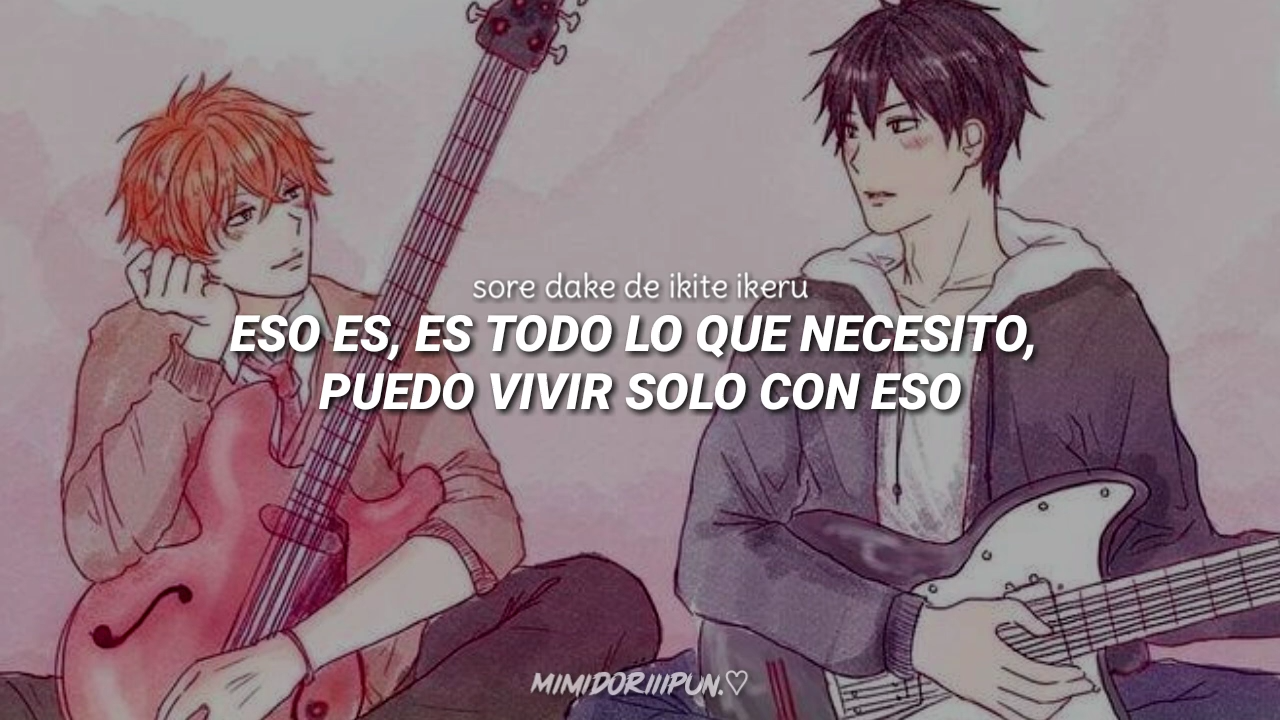 sore dake de ikite ikeru
ESO ES, ES TODO LO QUE NECESITO,
PUEDO VIVIR SOLO CON ESO
MIMIDORIIIPUN.♡